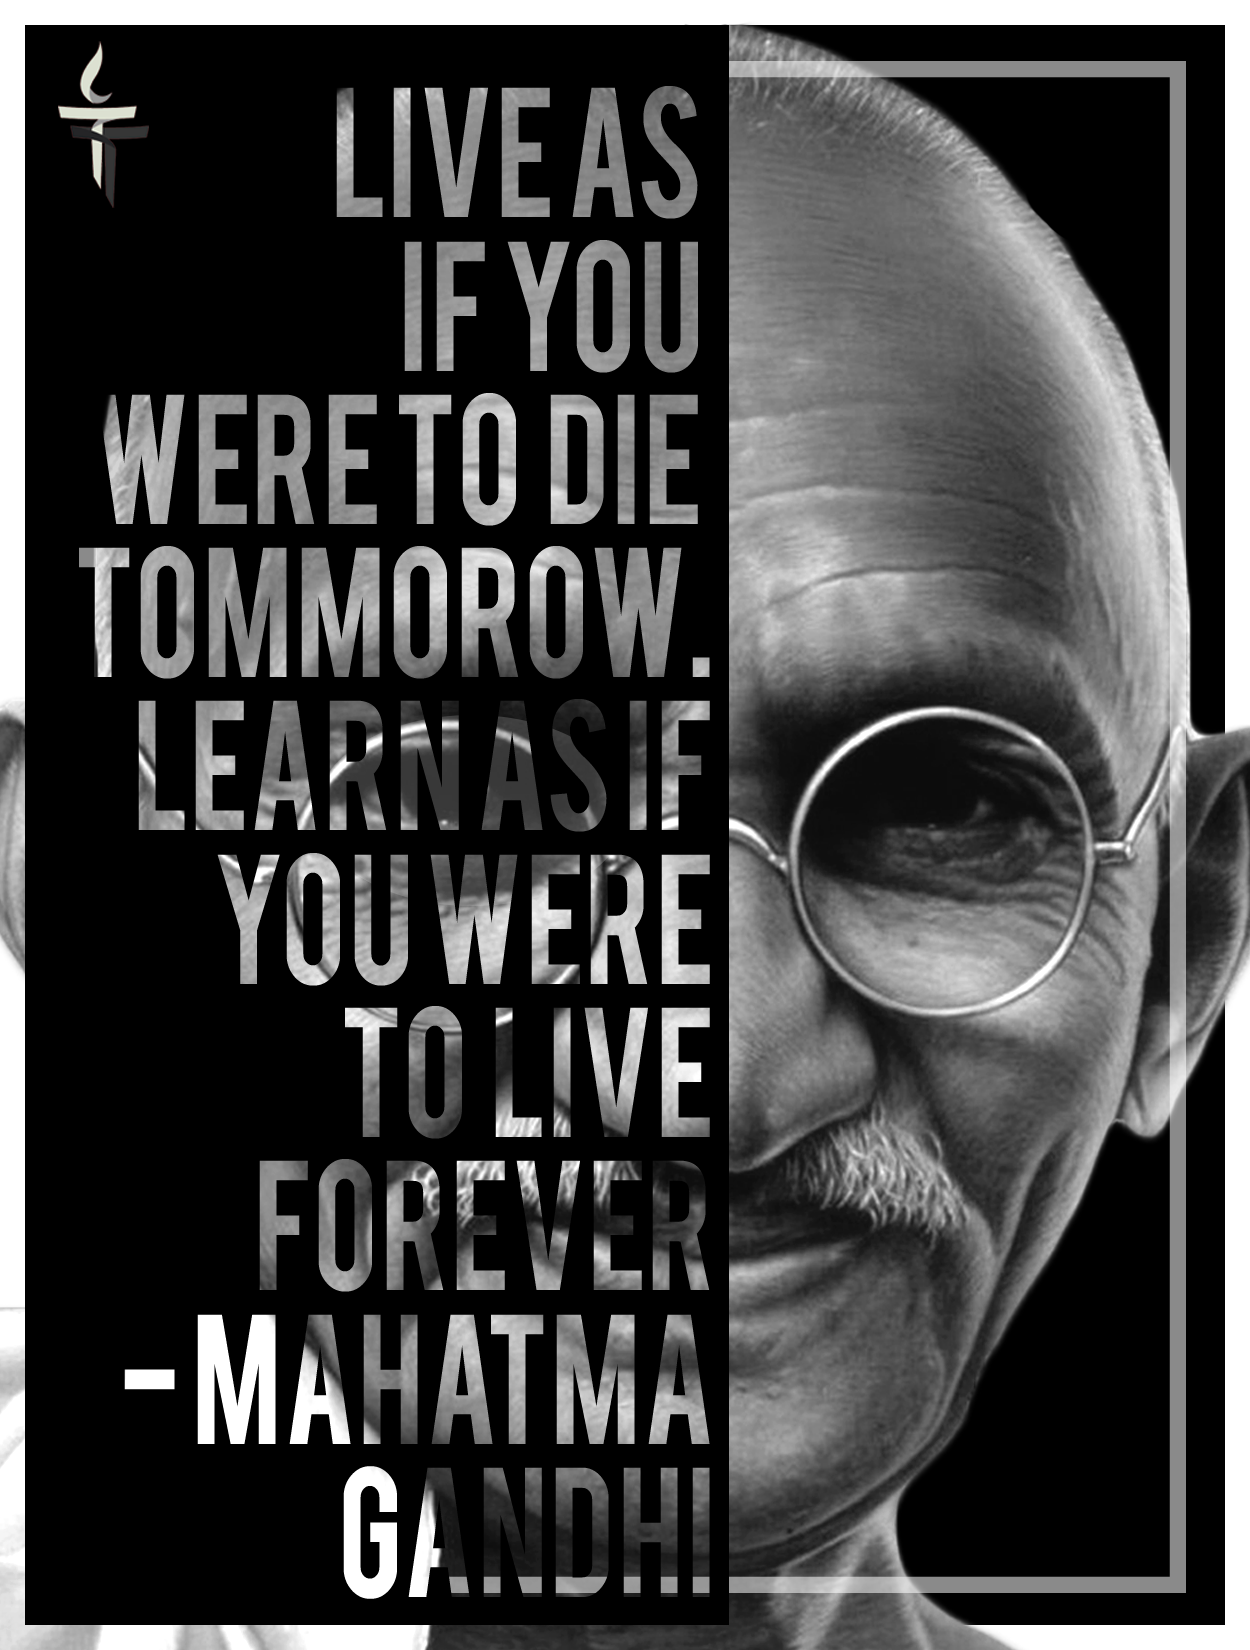 LIVE AS
IF YOU
WERE TO DIE
TOMMOROW.
LEARN AS IF
YOU WERE
TO LIVE
FOREVER
- MAHATMA
GANDHI